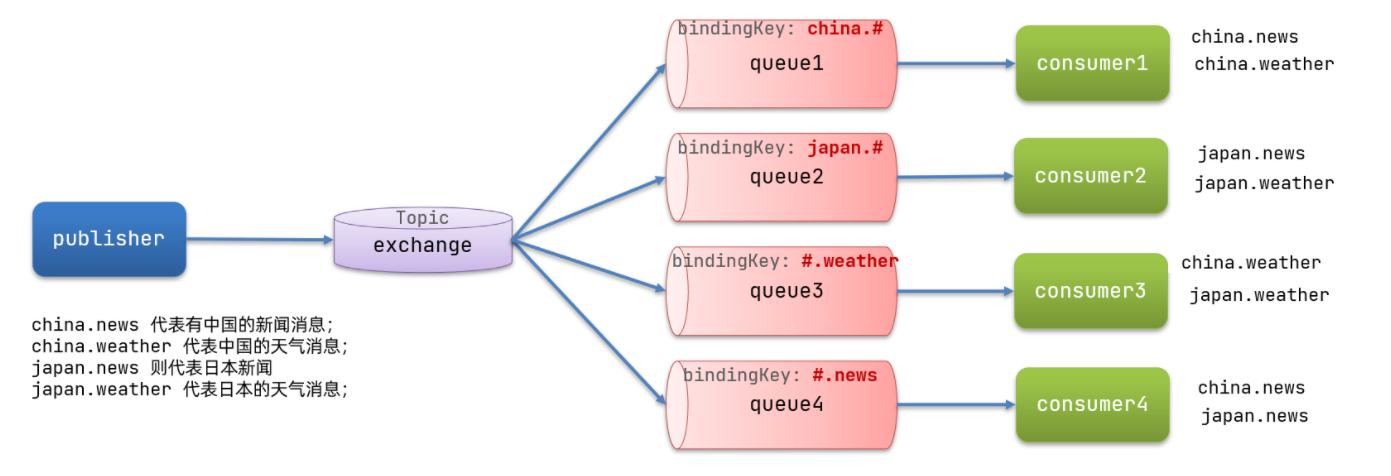 bindingKey: china.#
queue1
consumer1
china.news
china.weather
bindingKey: japan.#
queue2
consumer2
japan.news
japan.weather
publisher
Topic
exchange
bindingKey: #.weather
queue3
consumer3
china.weather
japan.weather
china.news 代表有中国的新闻消息;
china.weather 代表中国的天气消息;
japan.news 则代表日本新闻
japan.weather 代表日本的天气消息;
bindingKey: #.news
queue4
consumer4
china.news
japan.news